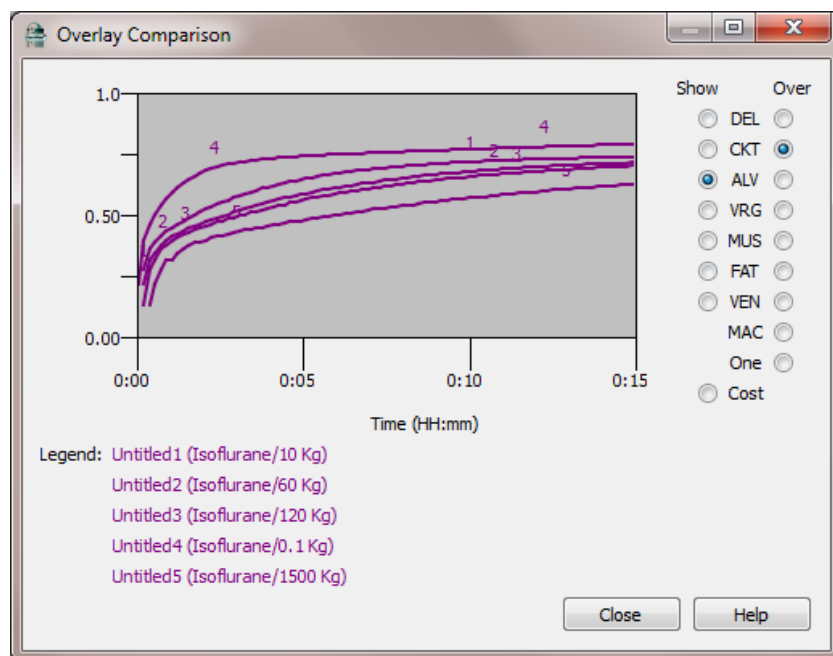 Overlay Comparison
Show Over
1.0
DEL
CKT
ALV
0.50
VRG
MUS
FAT
VEN
0.00
MAC
One
Cost
4 4 1 2 3 5 2 3 5
0:00 0:05 0:10 0:15
Time (HH:mm)
Legend: Untitled1 (Isoflurane/10 Kg)
Untitled2 (Isoflurane/60 Kg)
Untitled3 (Isoflurane/120 Kg)
Untitled4 (Isoflurane/0.1 Kg)
Untitled5 (Isoflurane/1500 Kg)
Close Help